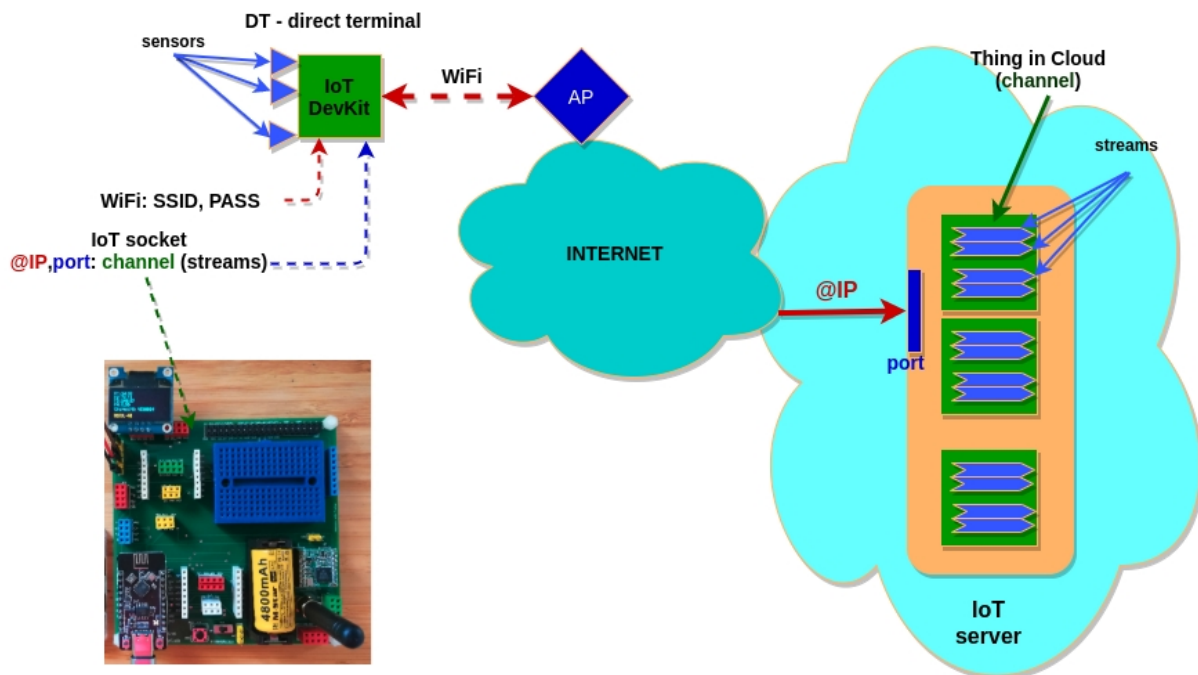 DT - direct terminal
sensors
IoT
DevKit
WiFi
AP
Thing in Cloud
(channel)
streams
WiFi: SSID, PASS
IoT socket
@IP,port: channel (streams)
INTERNET
@IP
port
4800mAh
IoT
server